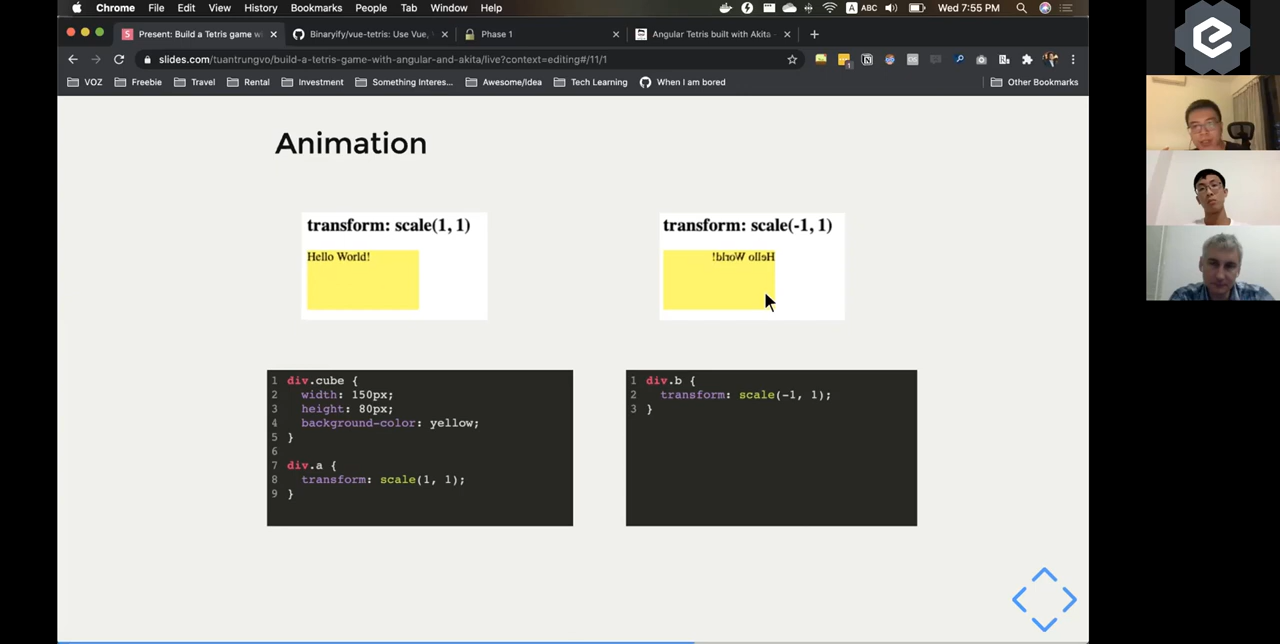 Chrome File Edit View History Bookmarks People Tab Window Help
A ABC Wed 7:55 PM
Present: Build a Tetris game wi
Binaryify/vue-tetris: Use Vue,
Phase 1
Angular Tetris built with Akita -
slides.com/tuantrungvo/build-a-tetris-game-with-angular-and-akita/live?context=editing#/11/1
VOZ Freebie Travel Rental Investment Something Interes... Awesome/Idea Tech Learning When I am bored Other Bookmarks
Animation
transform: scale(1, 1)
Hello World!
transform: scale(-1, 1)
Hello World!
1 div.cube {
2 width: 150px;
3 height: 80px;
4 background-color: yellow;
5 }
6
7 div.a {
8 transform: scale(1, 1);
9 }
1 div.b {
2 transform: scale(-1, 1);
3 }